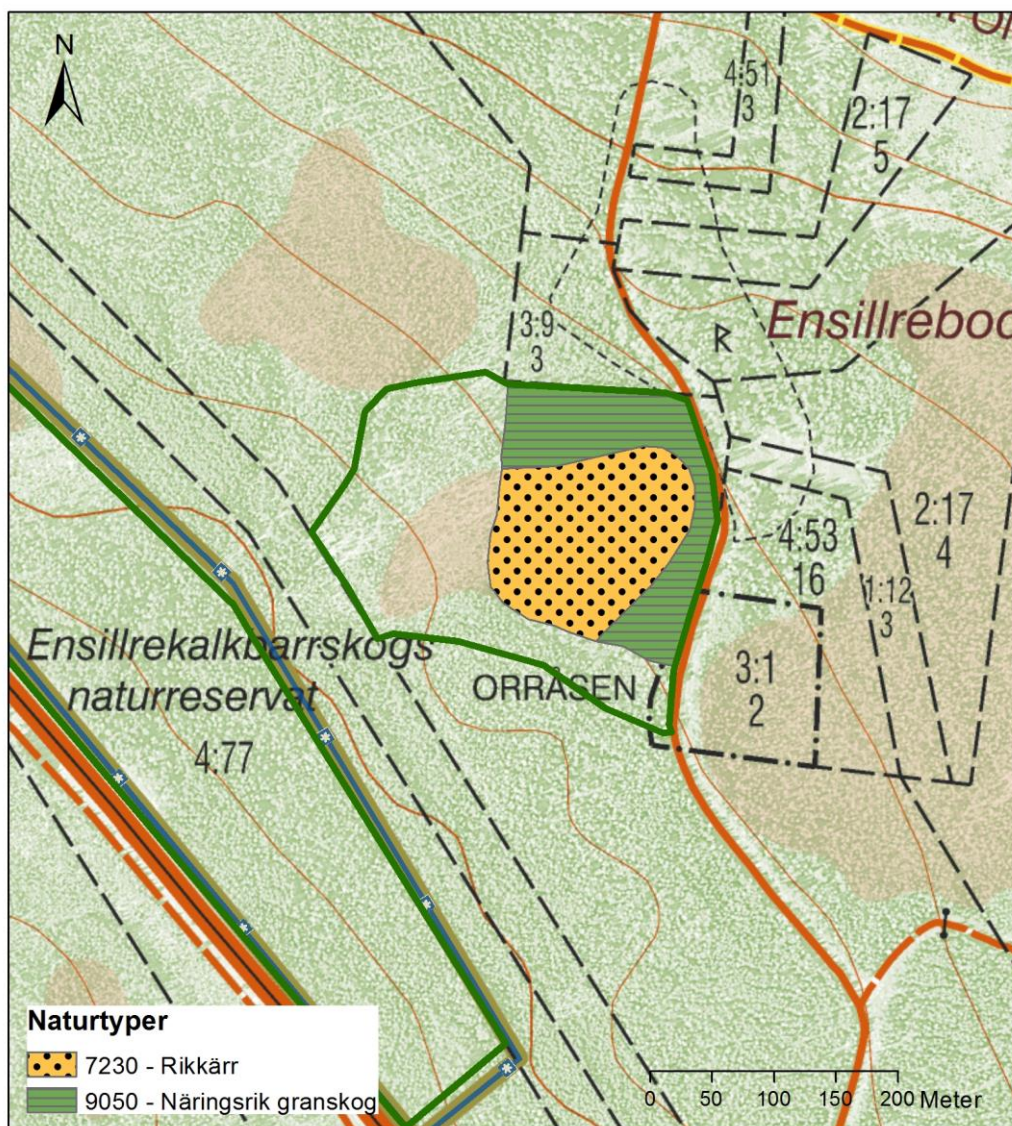 N
4:51
3
2:17
5
3:9
3
R
Ensillreboc
4:53
16
2:17
4
1:12
3
3:1
2
ORRÅSEN
Ensillrekalkbarrskogs
naturreservat
4:77
Naturtyper
7230 - Rikkärr
9050 - Näringsrik granskog
0 50 100 150 200 Meter